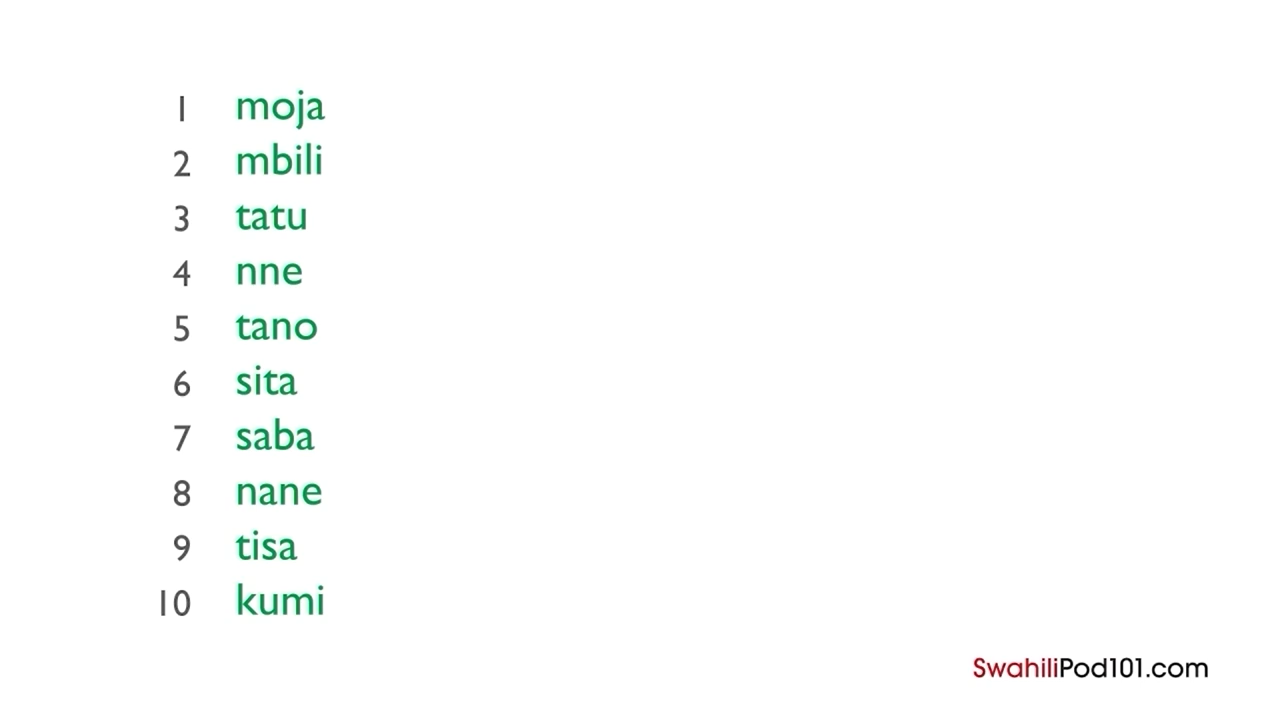 1 moja
2 mbili
3 tatu
4 nne
5 tano
6 sita
7 saba
8 nane
9 tisa
10 kumi
SwahiliPod101.com